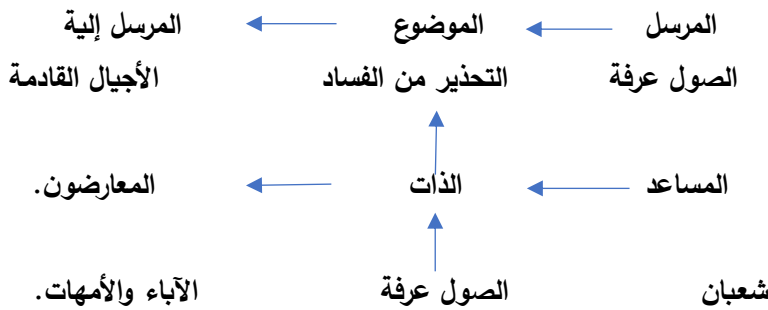 المرسل الموضوع المرسل إلية
الصول عرفة التحذير من الفساد الأجيال القادمة
المساعد الذات المعارضون.
شعبان الصول عرفة الآباء والأمهات.